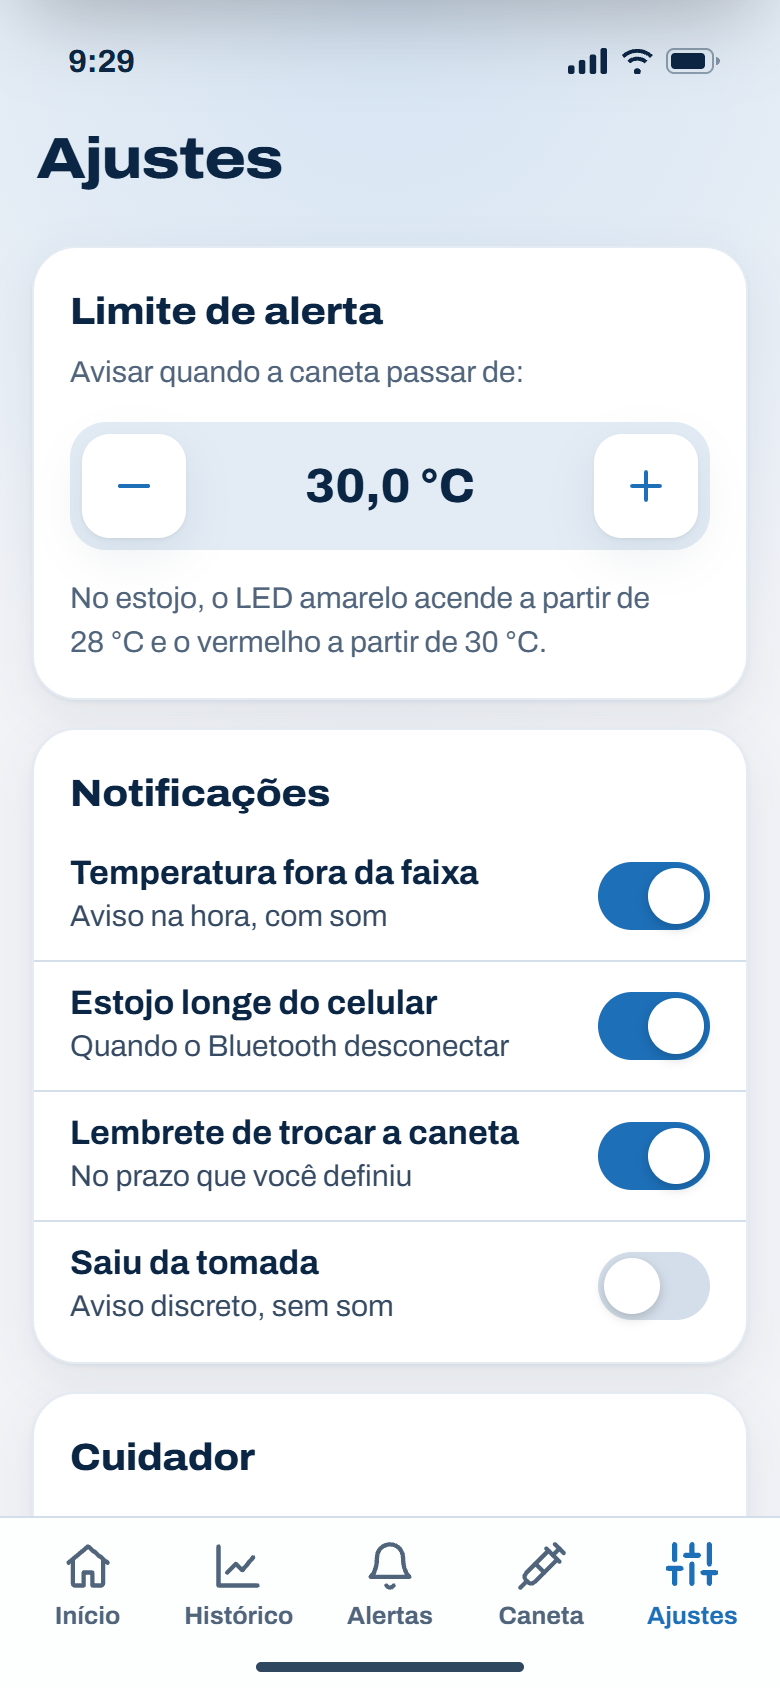 9:29
Ajustes
Limite de alerta
Avisar quando a caneta passar de:
30,0 °C
No estojo, o LED amarelo acende a partir de
28 °C e o vermelho a partir de 30 °C.
Notificações
Temperatura fora da faixa
Aviso na hora, com som
Estojo longe do celular
Quando o Bluetooth desconectar
Lembrete de trocar a caneta
No prazo que você definiu
Saiu da tomada
Aviso discreto, sem som
Cuidador
Início
Histórico
Alertas
Caneta
Ajustes